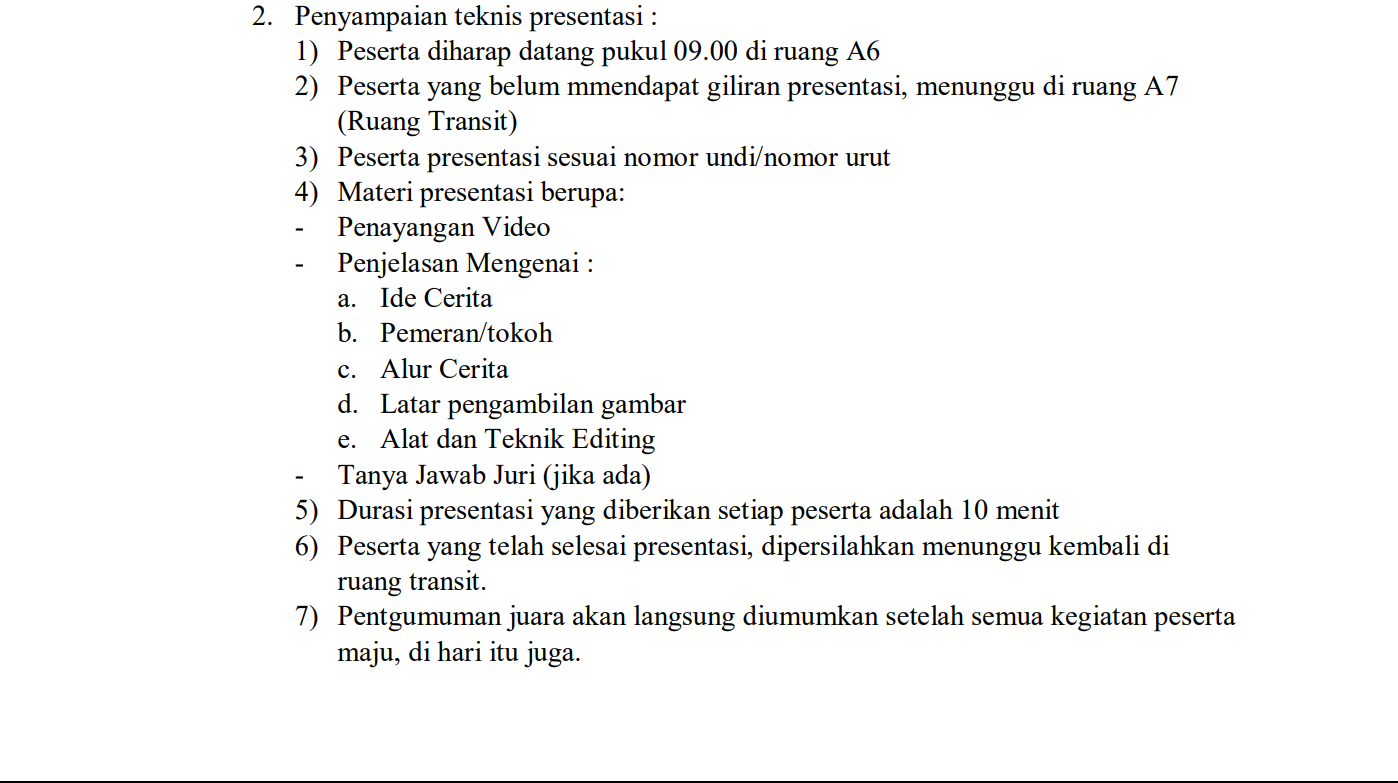 2. Penyampaian teknis presentasi :
1) Peserta diharap datang pukul 09.00 di ruang A6
2) Peserta yang belum mmendapat giliran presentasi, menunggu di ruang A7
(Ruang Transit)
3) Peserta presentasi sesuai nomor undi/nomor urut
4) Materi presentasi berupa:
- Penayangan Video
- Penjelasan Mengenai :
a. Ide Cerita
b. Pemeran/tokoh
c. Alur Cerita
d. Latar pengambilan gambar
e. Alat dan Teknik Editing
- Tanya Jawab Juri (jika ada)
5) Durasi presentasi yang diberikan setiap peserta adalah 10 menit
6) Peserta yang telah selesai presentasi, dipersilahkan menunggu kembali di
ruang transit.
7) Pentgumuman juara akan langsung diumumkan setelah semua kegiatan peserta
maju, di hari itu juga.